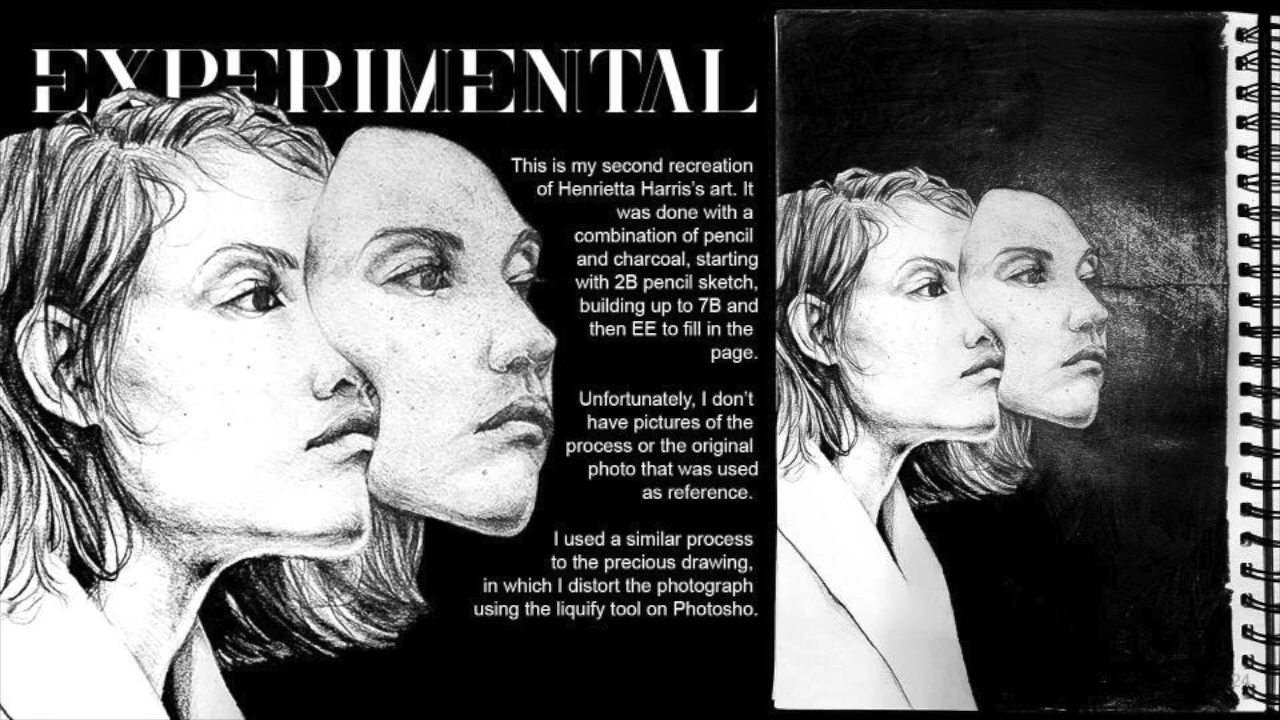 EXPERIMENTAL
This is my second recreation
of Henrietta Harris's art. It
was done with a
combination of pencil
and charcoal, starting
with 2B pencil sketch,
building up to 7B and
then EE to fill in the
page.
Unfortunately, I don't
have pictures of the
process or the original
photo that was used
as reference.
I used a similar process
to the precious drawing,
in which I distort the photograph
using the liquify tool on Photosho.